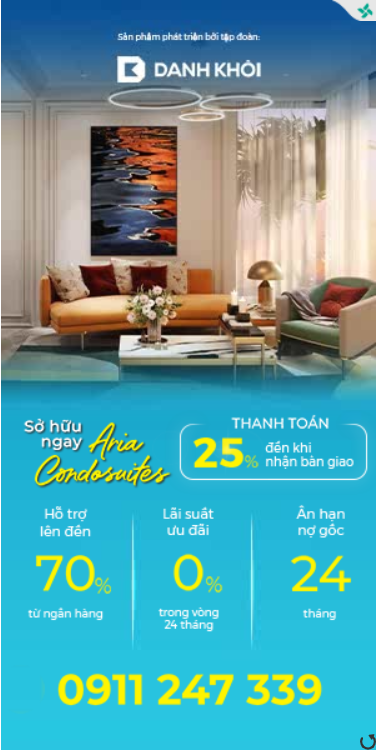 Sản phẩm phát triển bởi tập đoàn:
DANH KHÔI
Sở hữu
ngay Aria
Condosuites
THANH TOÁN
25% đến khi
nhận bàn giao
Hỗ trợ
lên đến
70%
từ ngân hàng
Lãi suất
ưu đãi
0%
trong vòng
24 tháng
Ân hạn
nợ gốc
24
tháng
0911 247 339